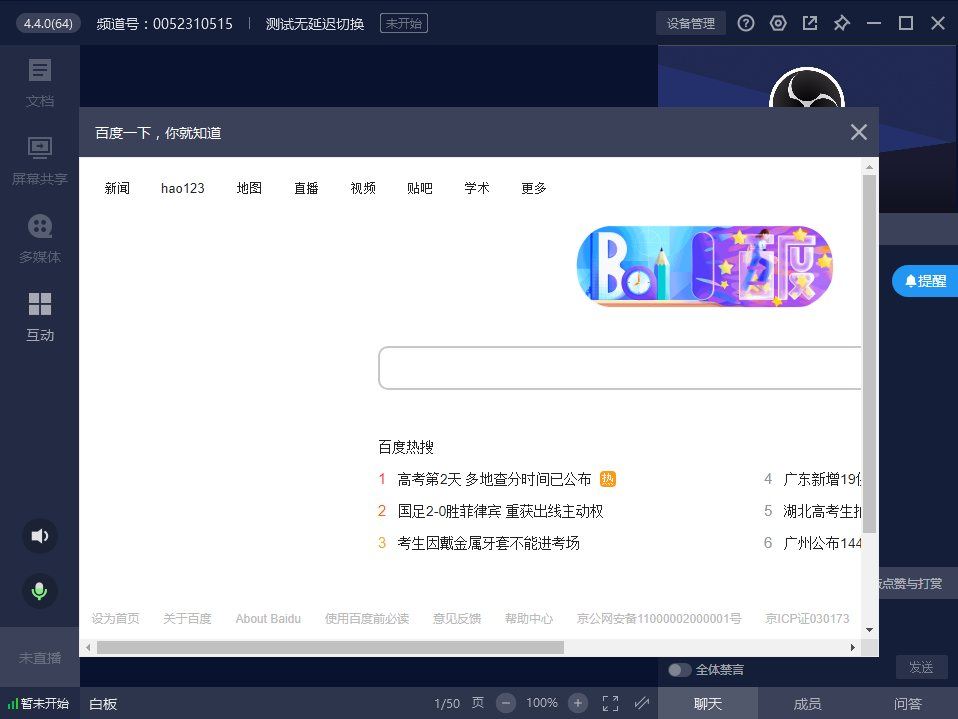 4.4.0(64) 频道号：0052310515 测试无延迟切换 未开始 设备管理
文档
屏幕共享
多媒体
互动
百度一下，你就知道
新闻 hao123 地图 直播 视频 贴吧 学术 更多
Bai 百度
提醒
百度热搜
1 高考第2天 多地查分时间已公布 热
4 广东新增19
2 国足2-0胜菲律宾 重获出线主动权
5 湖北高考生
3 考生因戴金属牙套不能进考场
6 广州公布144
点赞与打赏
设为首页 关于百度 About Baidu 使用百度前必读 意见反馈 帮助中心 京公网安备11000002000001号 京ICP证030173
未直播
全体禁言 发送
暂未开始 白板 1/50 页 100% 聊天 成员 问答